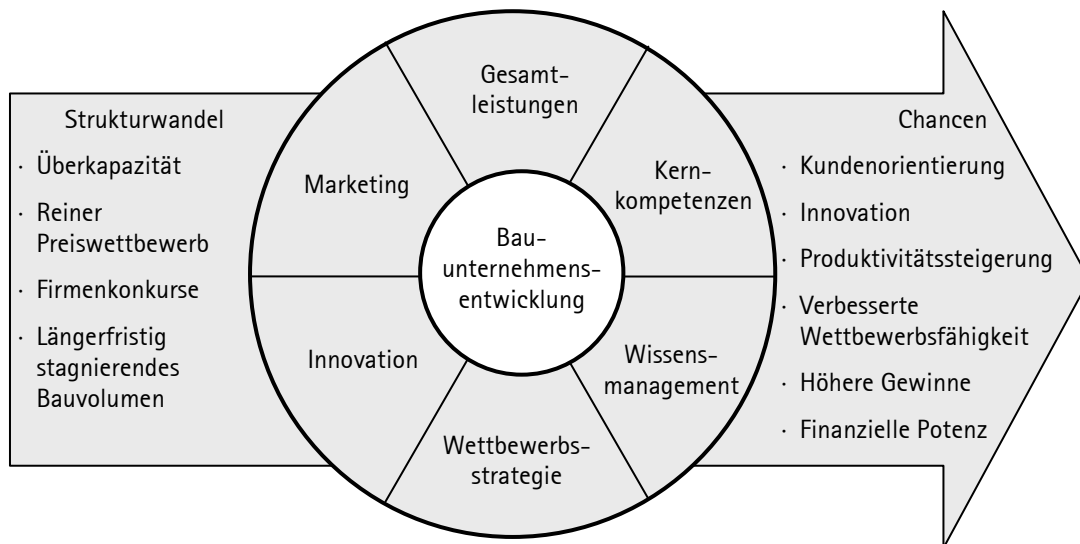 Strukturwandel
· Überkapazität
· Reiner
Preiswettbewerb
· Firmenkonkurse
· Längerfristig
stagnierendes
Bauvolumen
Gesamt-
leistungen
Marketing
Kern-
kompetenzen
Bau-
unternehmens-
entwicklung
Innovation
Wissens-
management
Wettbewerbs-
strategie
Chancen
· Kundenorientierung
· Innovation
· Produktivitätssteigerung
· Verbesserte
Wettbewerbsfähigkeit
· Höhere Gewinne
· Finanzielle Potenz